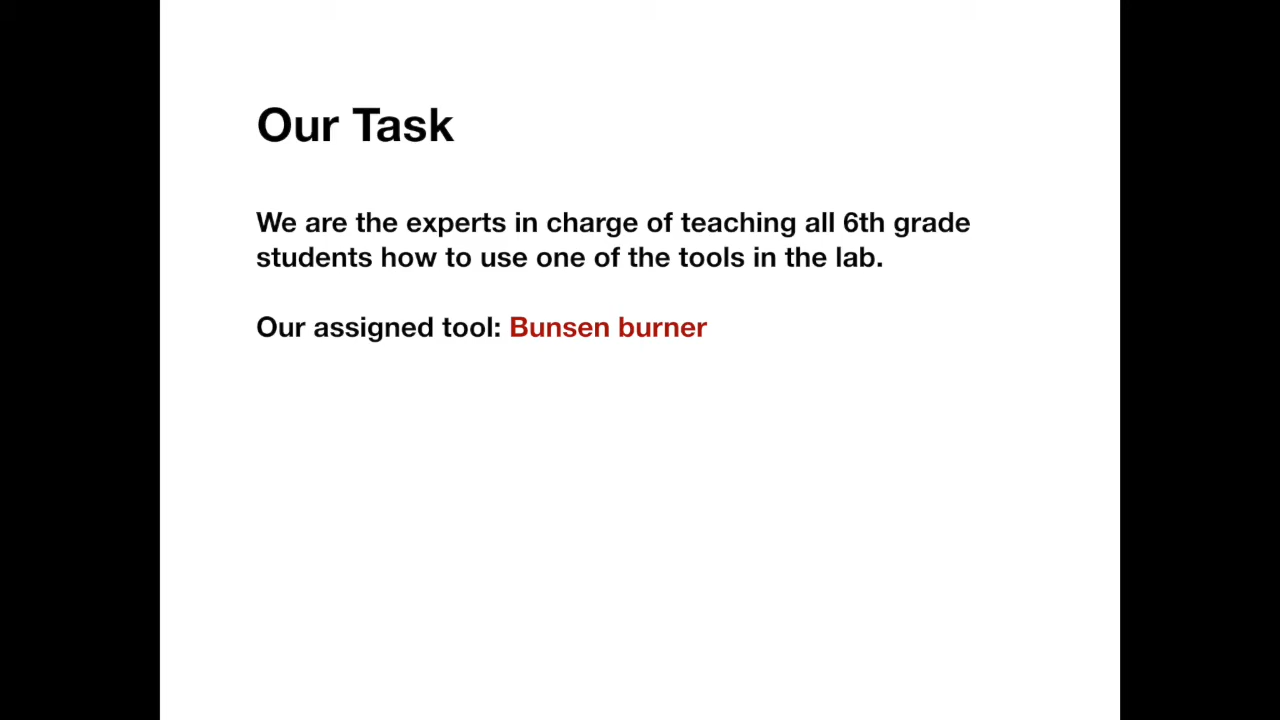 Our Task
We are the experts in charge of teaching all 6th grade
students how to use one of the tools in the lab.
Our assigned tool: Bunsen burner